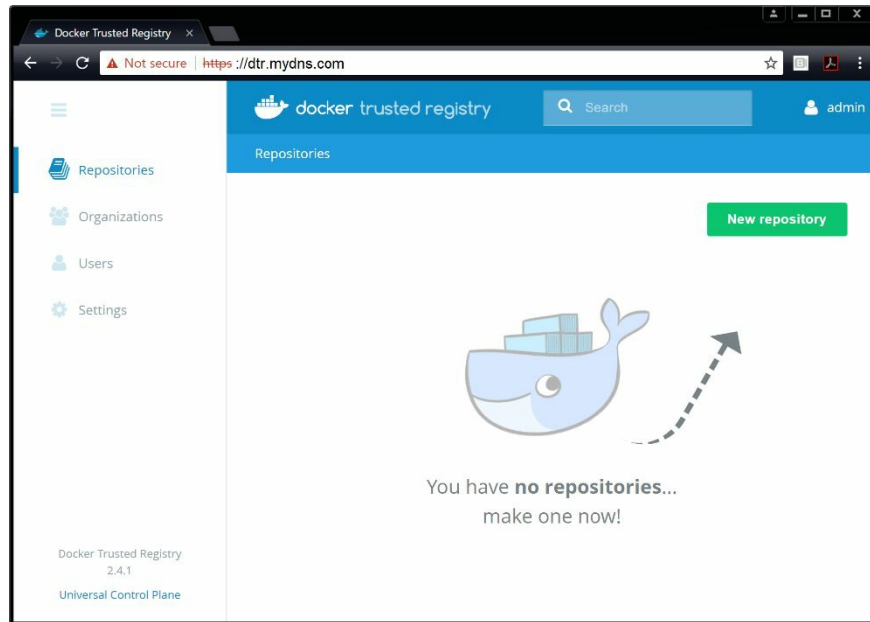 Docker Trusted Registry
Not secure https://dtr.mydns.com
docker trusted registry
Search
admin
Repositories
Repositories
Organizations
Users
Settings
New repository
You have no repositories...
make one now!
Docker Trusted Registry
2.4.1
Universal Control Plane